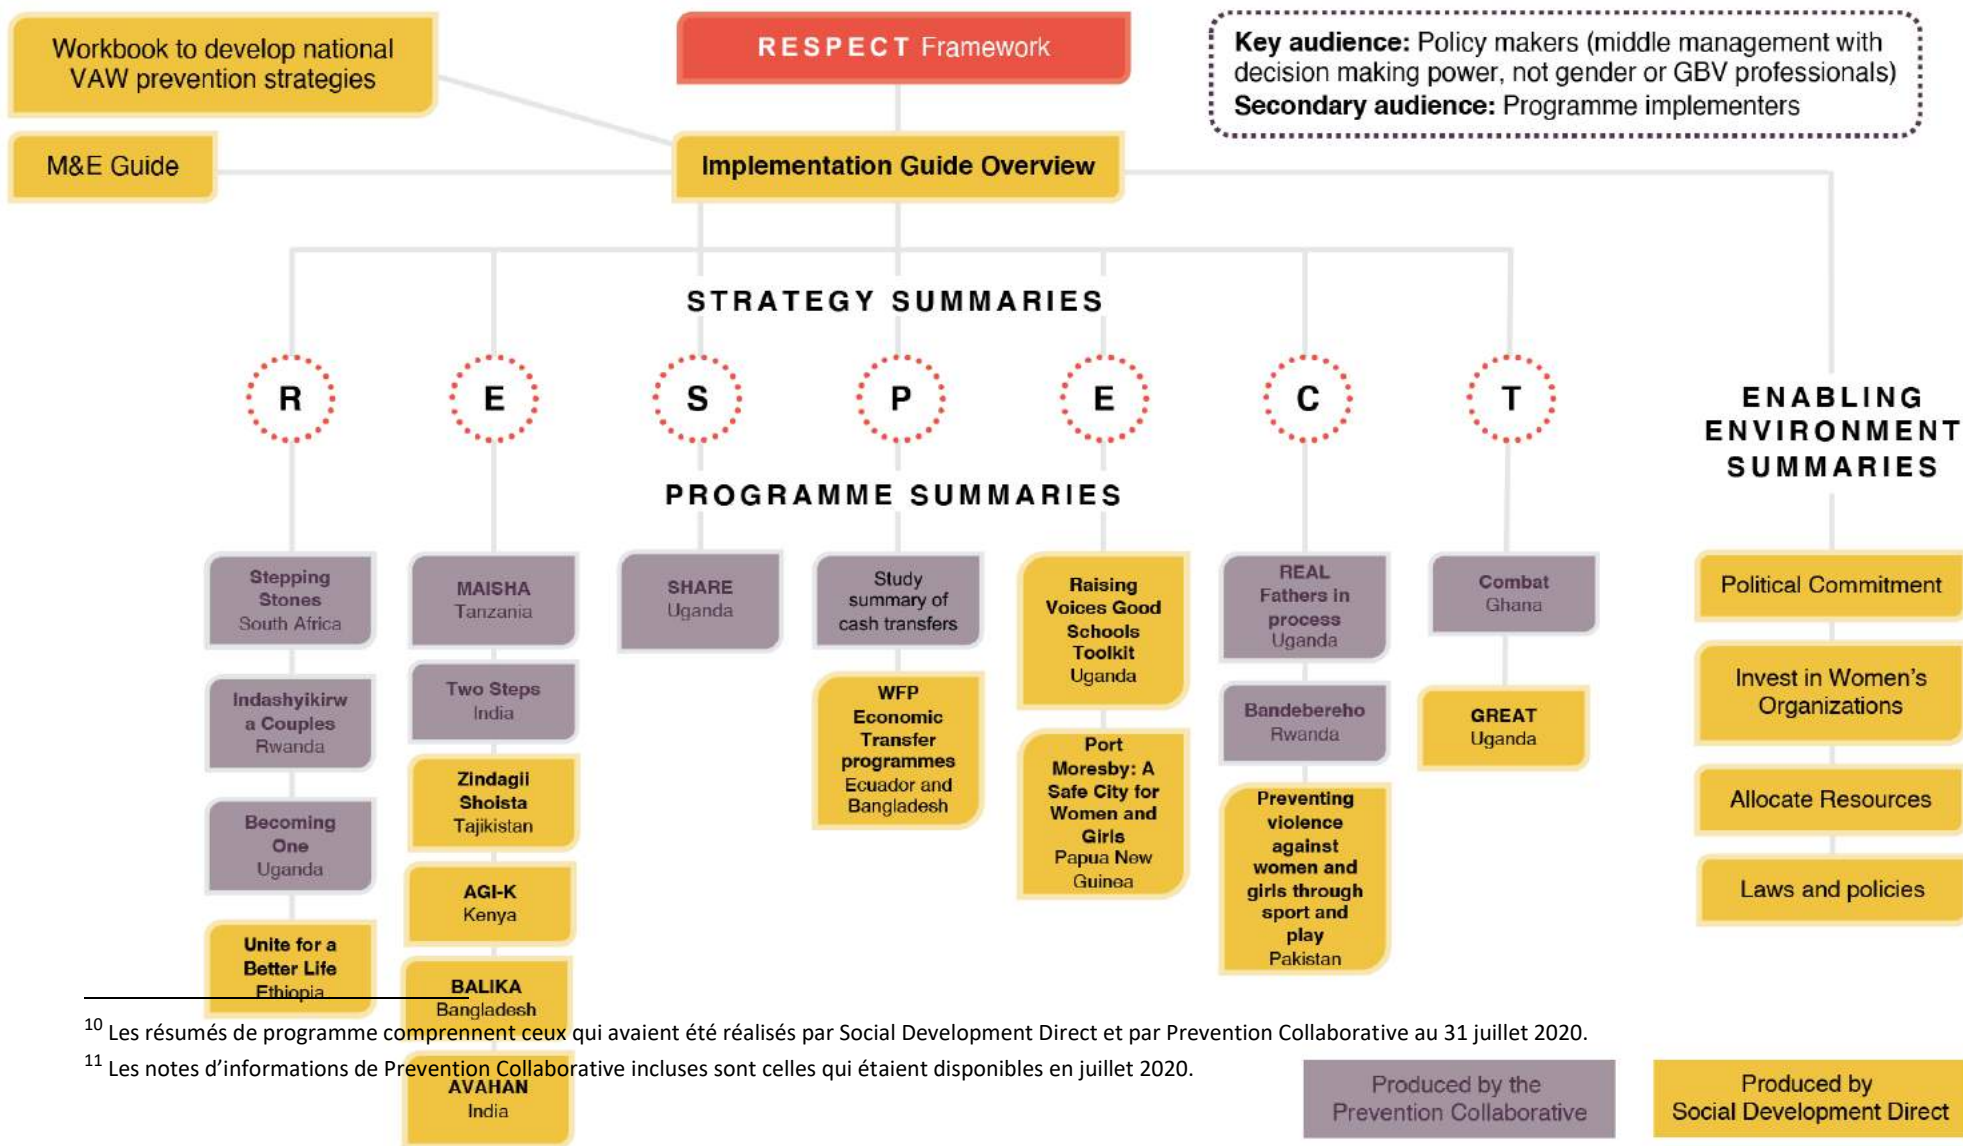 Workbook to develop national
VAW prevention strategies
RESPECT Framework
Key audience: Policy makers (middle management with
decision making power, not gender or GBV professionals)
Secondary audience: Programme implementers
M&E Guide
Implementation Guide Overview
STRATEGY SUMMARIES
R
E
S
P
E
C
T
ENABLING
ENVIRONMENT
SUMMARIES
PROGRAMME SUMMARIES
Stepping
Stones
South Africa
Indashyikirw
a Couples
Rwanda
Becoming
One
Uganda
Unite for a
Better Life
Ethiopia
MAISHA
Tanzania
Two Steps
India
Zindagii
Shoista
Tajikistan
AGI-K
Kenya
BALIKA
Bangladesh
AVAHAN
India
SHARE
Uganda
Study
summary of
cash transfers
WFP
Economic
Transfer
programmes
Ecuador and
Bangladesh
Raising
Voices Good
Schools
Toolkit
Uganda
Port
Moresby: A
Safe City for
Women and
Girls
Papua New
Guinea
REAL
Fathers in
process
Uganda
Bandebereho
Rwanda
Preventing
violence
against
women and
girls through
sport and
play
Pakistan
Combat
Ghana
GREAT
Uganda
Political Commitment
Invest in Women's
Organizations
Allocate Resources
Laws and policies
10 Les résumés de programme comprennent ceux qui avaient été réalisés par Social Development Direct et par Prevention Collaborative au 31 juillet 2020.
11 Les notes d'informations de Prevention Collaborative incluses sont celles qui étaient disponibles en juillet 2020.
Produced by the
Prevention Collaborative
Produced by
Social Development Direct